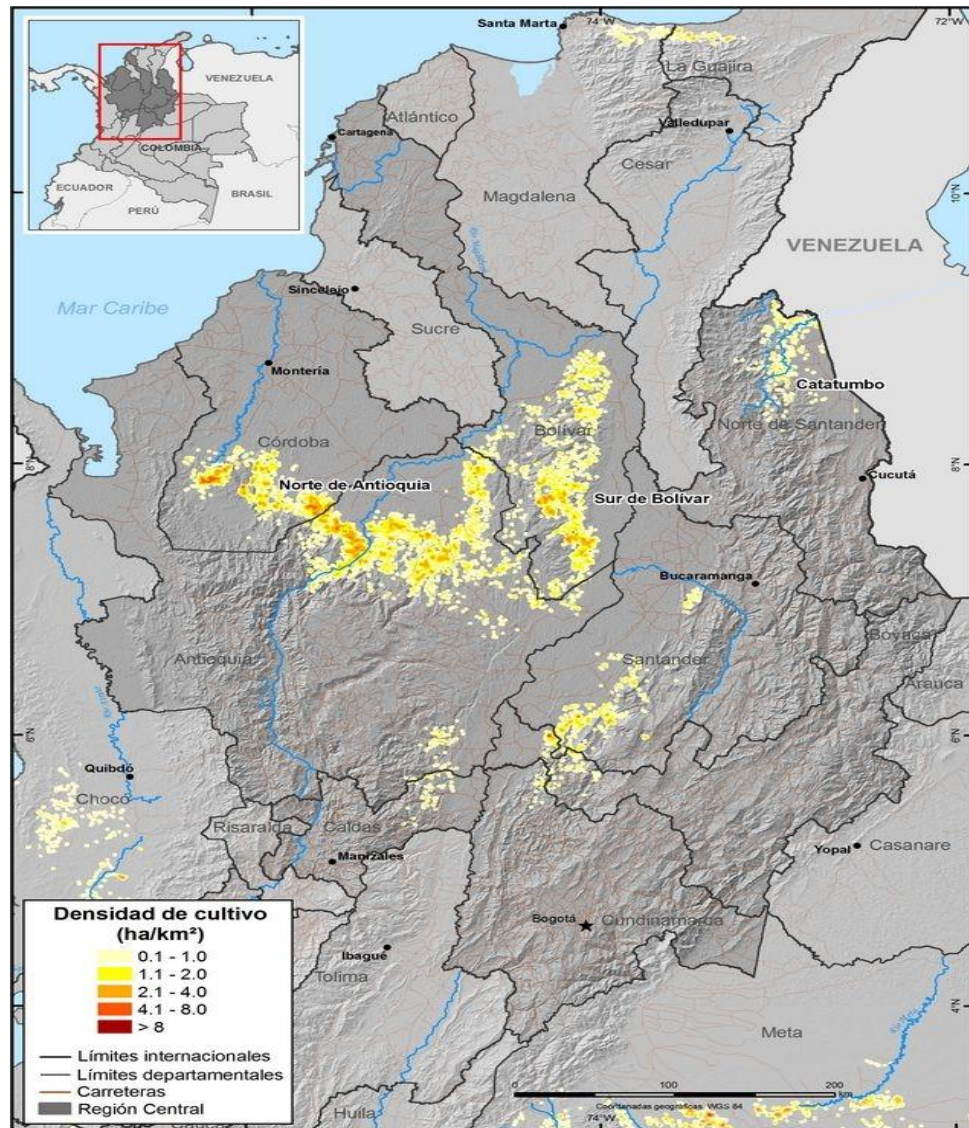 VENEZUELA
COLOMBIA
ECUADOR
PERÚ
BRASIL
74°W
72°W
Santa Marta
La Guajira
Atlántico
Cartagena
Valledupar
Cesar
Magdalena
10°N
VENEZUELA
Mar Caribe
Sincelejo
Sucre
Montería
Catatumbo
Norte de Santander
Córdoba
Bolívar
8°N
8°N
Cucutá
Norte de Antioquia
Sur de Bolívar
Bucaramanga
Antioquia
Santander
Boyacá
Arauca
6°N
6°N
Quibdó
Chocó
Risaralda
Caldas
Manizales
Yopal
Casanare
Bogotá
Cundinamarca
Ibagué
Tolima
4°N
Meta
Huila
Densidad de cultivo
(ha/km²)
0.1 - 1.0
1.1 - 2.0
2.1 - 4.0
4.1 - 8.0
> 8
Límites internacionales
Límites departamentales
Carreteras
Región Central
0 100 200
km
Coordenadas geográficas: WGS 84
74°W